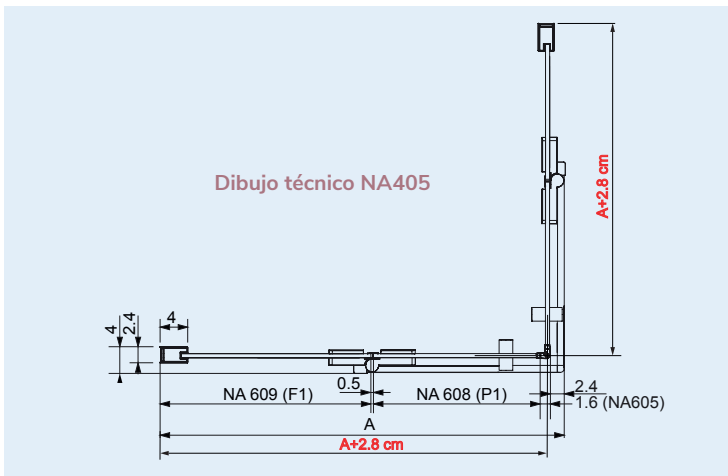 Dibujo técnico NA405
A+2.8 cm
4
4
2.4
0.5
NA 609 (F1)
NA 608 (P1)
2.4
1.6 (NA605)
A
A+2.8 cm